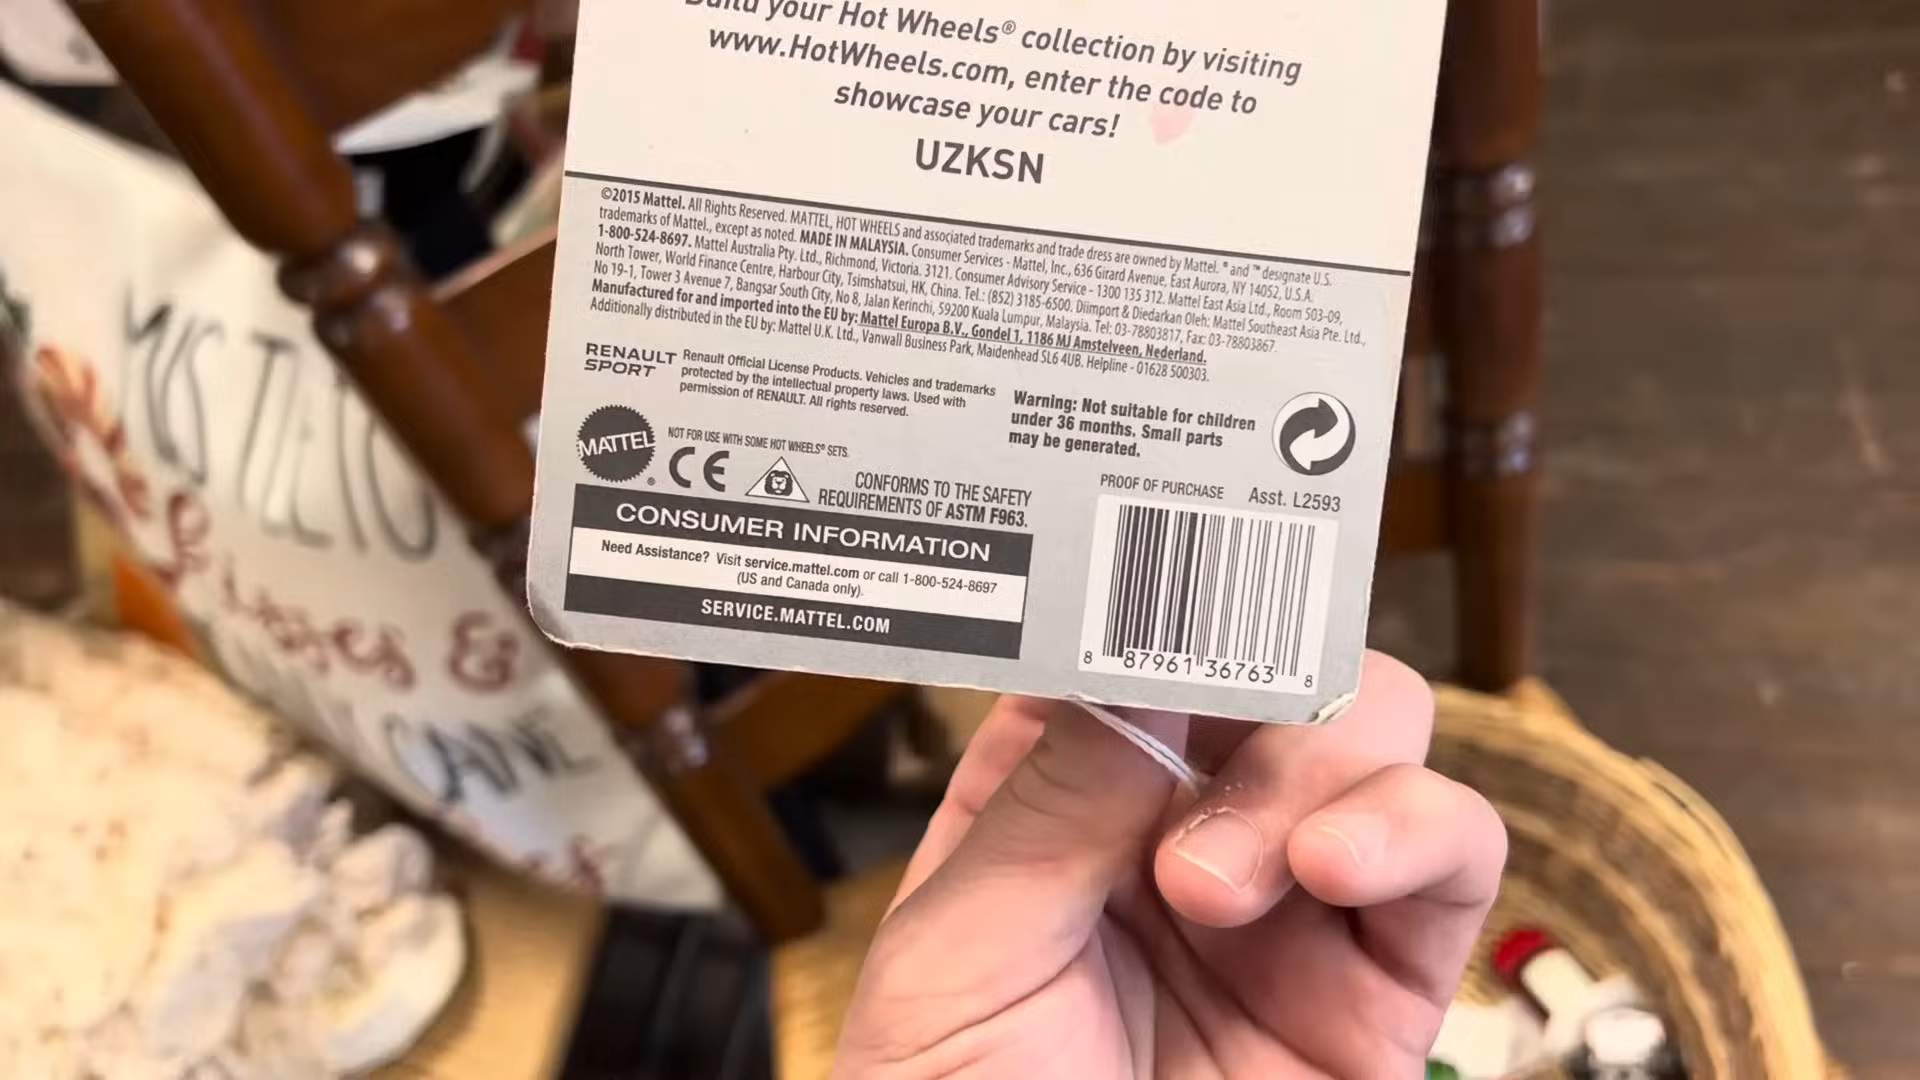 Build your Hot Wheels® collection by visiting
www.HotWheels.com, enter the code to
showcase your cars!
UZKSN
©2015 Mattel. All Rights Reserved. MATTEL, HOT WHEELS and associated trademarks and trade dress are owned by Mattel. ® and ™ designate U.S.
trademarks of Mattel., except as noted. MADE IN MALAYSIA. Consumer Services - Mattel, Inc., 636 Girard Avenue, East Aurora, NY 14052, U.S.A.
1-800-524-8697. Mattel Australia Pty. Ltd., Richmond, Victoria. 3121. Consumer Advisory Service - 1300 135 312. Mattel East Asia Ltd., Room 503-09,
North Tower, World Finance Centre, Harbour City, Tsimshatsui, HK, China. Tel.: (852) 3185-6500. Diimport & Diedarkan Oleh: Mattel Southeast Asia Pte. Ltd.,
No 19-1, Tower 3 Avenue 7, Bangsar South City, No 8, Jalan Kerinchi, 59200 Kuala Lumpur, Malaysia. Tel: 03-78803817, Fax: 03-78803867.
Manufactured for and imported into the EU by: Mattel Europa B.V., Gondel 1, 1186 MJ Amstelveen, Nederland.
Additionally distributed in the EU by: Mattel U.K. Ltd., Vanwall Business Park, Maidenhead SL6 4UB. Helpline - 01628 500303.
RENAULT
SPORT
Renault Official License Products. Vehicles and trademarks
protected by the intellectual property laws. Used with
permission of RENAULT. All rights reserved.
Warning: Not suitable for children
under 36 months. Small parts
may be generated.
MATTEL
NOT FOR USE WITH SOME HOT WHEELS® SETS.
CE
CONFORMS TO THE SAFETY
REQUIREMENTS OF ASTM F963.
PROOF OF PURCHASE Asst. L2593
CONSUMER INFORMATION
Need Assistance? Visit service.mattel.com or call 1-800-524-8697
(US and Canada only).
SERVICE.MATTEL.COM
8 87961 36763 8
MISTLETO
Kisses &
CANE